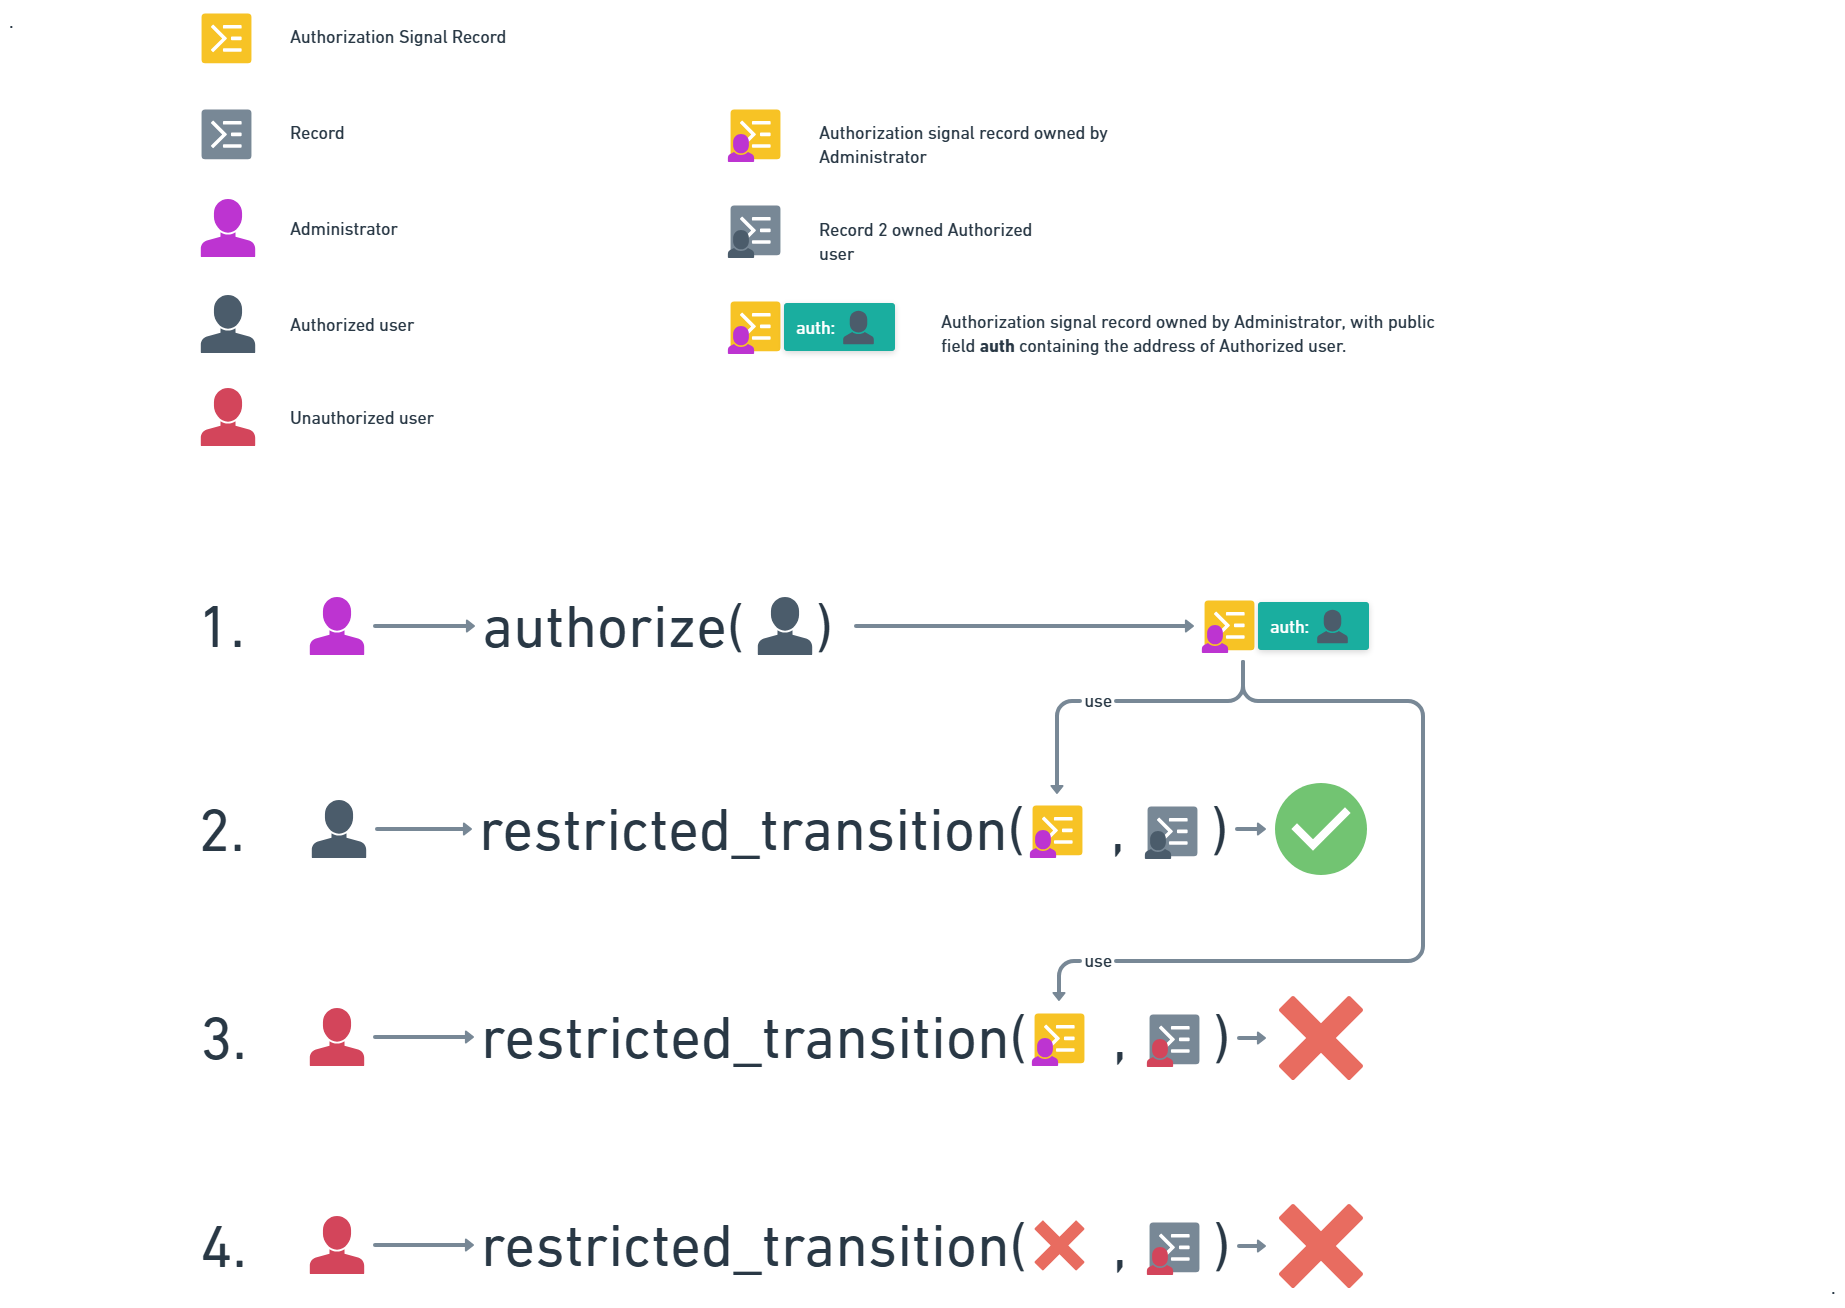 Authorization Signal Record
Record
Authorization signal record owned by
Administrator
Administrator
Record 2 owned Authorized
user
Authorized user
auth:
Authorization signal record owned by Administrator, with public
field auth containing the address of Authorized user.
Unauthorized user
1. authorize( ) auth:
use
2. restricted_transition( , )
use
3. restricted_transition( , )
4. restricted_transition( , )